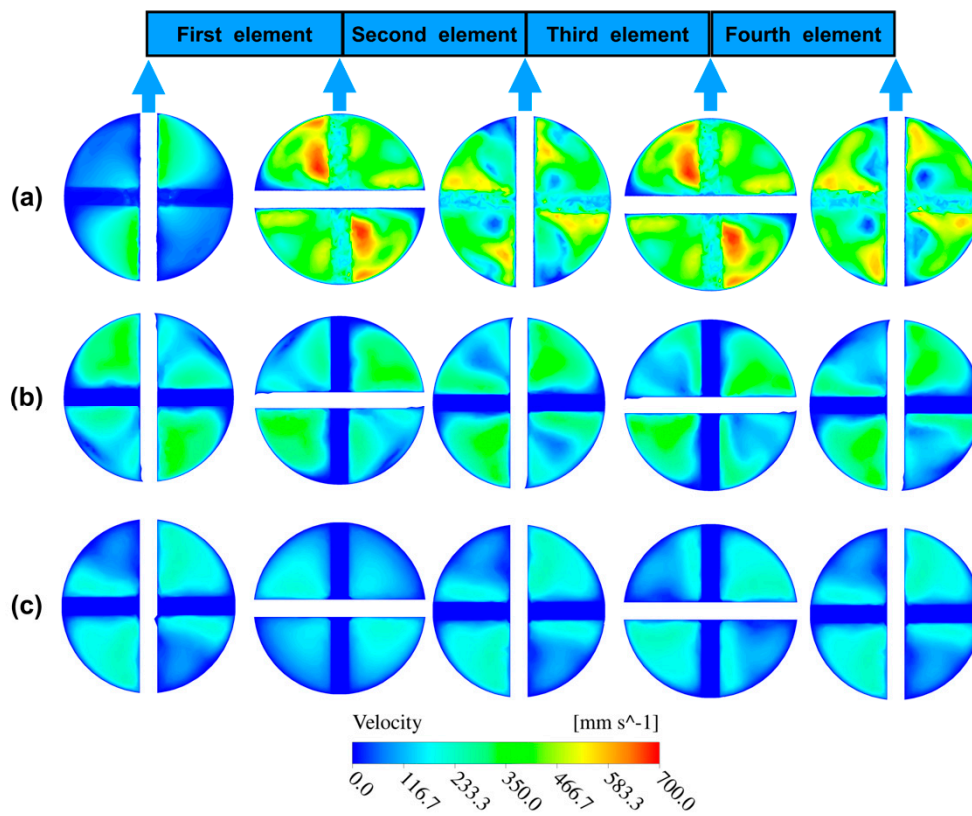 First element Second element Third element Fourth element
(a)
(b)
(c)
Velocity [mm s^-1]
0.0 116.7 233.3 350.0 466.7 583.3 700.0